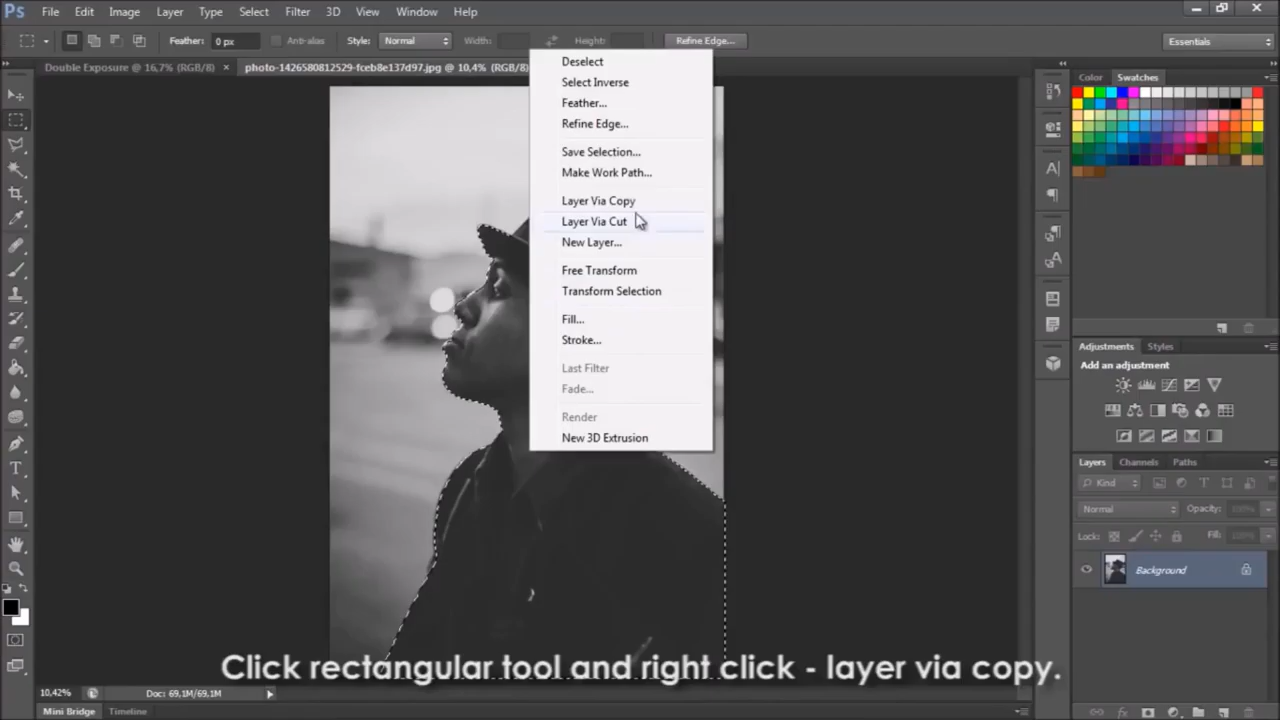 Ps File Edit Image Layer Type Select Filter 3D View Window Help
Feather: 0 px Anti-alias Style: Normal Width: Height: Refine Edge... Essentials
Double Exposure @ 16,7% (RGB/8) × photo-1426580812529-fceb8e137d97.jpg @ 10,4% (RGB/8)
Deselect
Select Inverse
Feather...
Refine Edge...
Save Selection...
Make Work Path...
Layer Via Copy
Layer Via Cut
New Layer...
Free Transform
Transform Selection
Fill...
Stroke...
Last Filter
Fade...
Render
New 3D Extrusion
Color Swatches
Adjustments Styles
Add an adjustment
Layers Channels Paths
Kind
Normal Opacity: 100%
Lock: Fill: 100%
Background
Click rectangular tool and right click - layer via copy.
10,42% Doc: 69,1M/69,1M
Mini Bridge Timeline